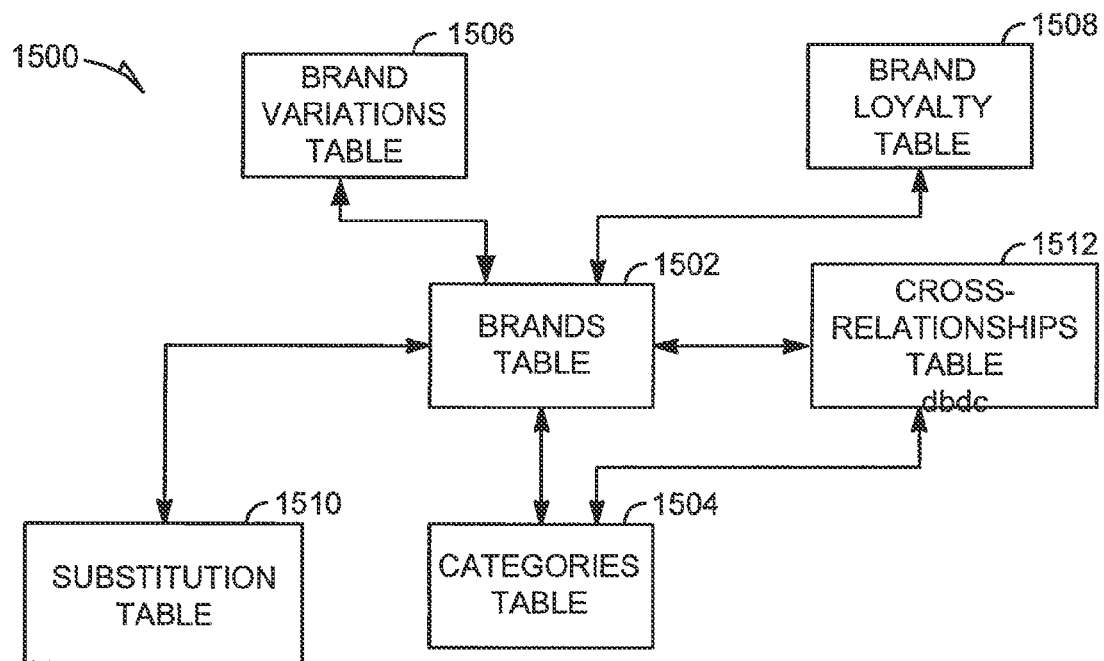 1500
1506
BRAND
VARIATIONS
TABLE
1508
BRAND
LOYALTY
TABLE
1502
BRANDS
TABLE
1512
CROSS-
RELATIONSHIPS
TABLE
dbdc
1510
SUBSTITUTION
TABLE
1504
CATEGORIES
TABLE